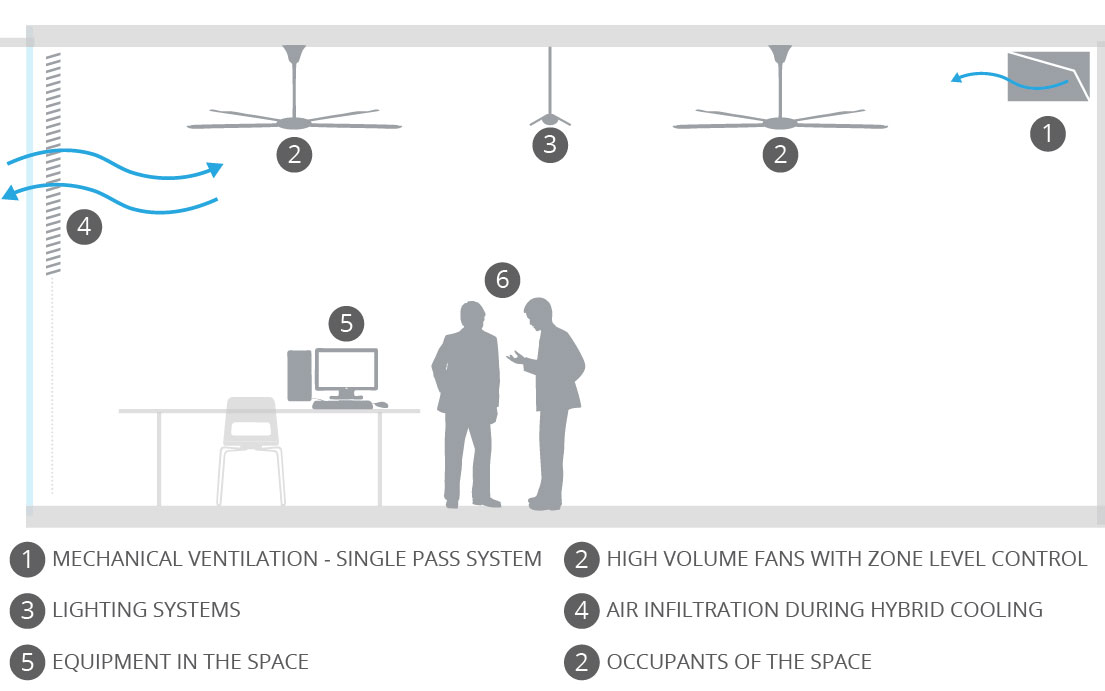 2
3
2
1
4
6
5
1 MECHANICAL VENTILATION - SINGLE PASS SYSTEM
2 HIGH VOLUME FANS WITH ZONE LEVEL CONTROL
3 LIGHTING SYSTEMS
4 AIR INFILTRATION DURING HYBRID COOLING
5 EQUIPMENT IN THE SPACE
2 OCCUPANTS OF THE SPACE